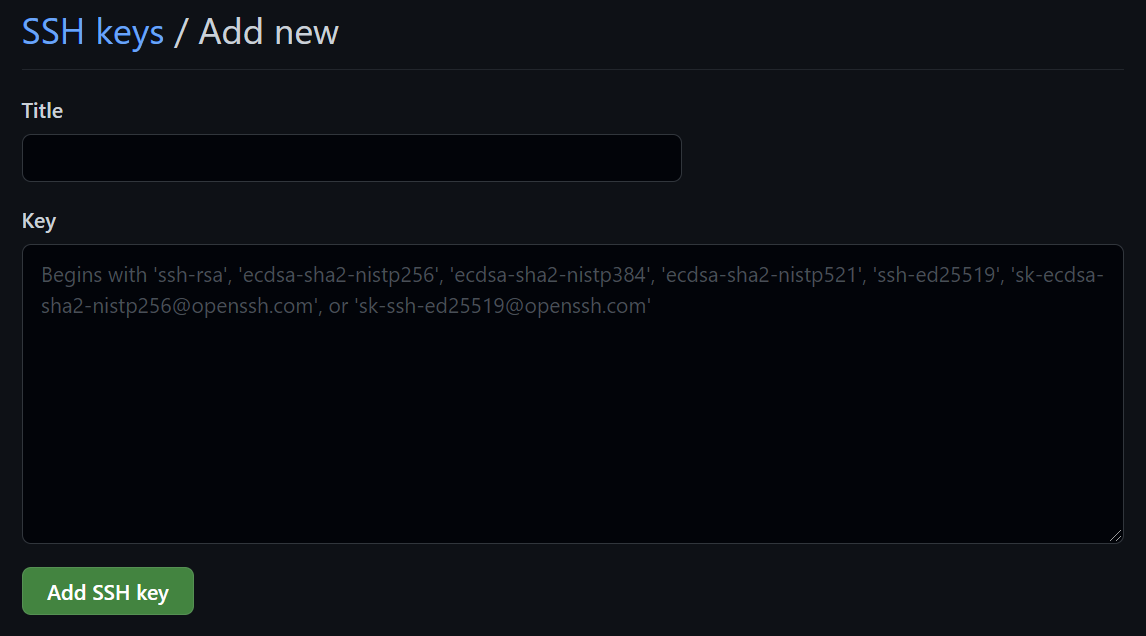 SSH keys / Add new
Title
Key
Begins with 'ssh-rsa', 'ecdsa-sha2-nistp256', 'ecdsa-sha2-nistp384', 'ecdsa-sha2-nistp521', 'ssh-ed25519', 'sk-ecdsa-
sha2-nistp256@openssh.com', or 'sk-ssh-ed25519@openssh.com'
Add SSH key